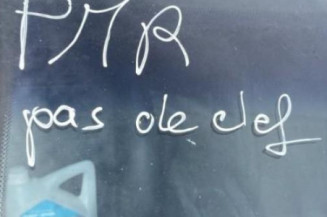 PMR
pas de clef